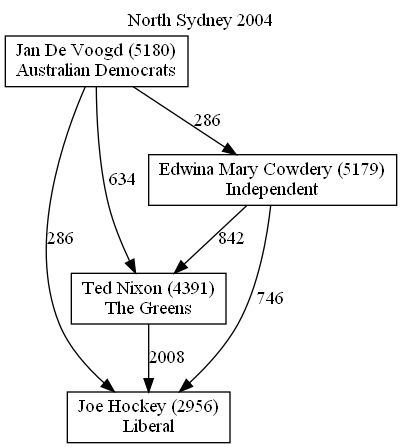 North Sydney 2004
Jan De Voogd (5180)
Australian Democrats
286
Edwina Mary Cowdery (5179)
Independent
634
286
842
Ted Nixon (4391)
The Greens
746
2008
Joe Hockey (2956)
Liberal